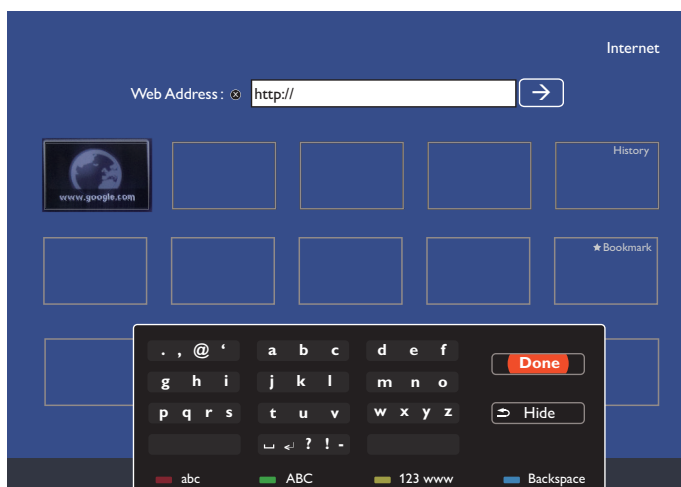 Internet
Web Address : ⓧ http:// →
www.google.com
History
★ Bookmark
. , @ ‘ a b c d e f
Done
g h i j k l m n o
p q r s t u v w x y z
Hide
␣ ↵ ? ! -
abc ABC 123 www Backspace